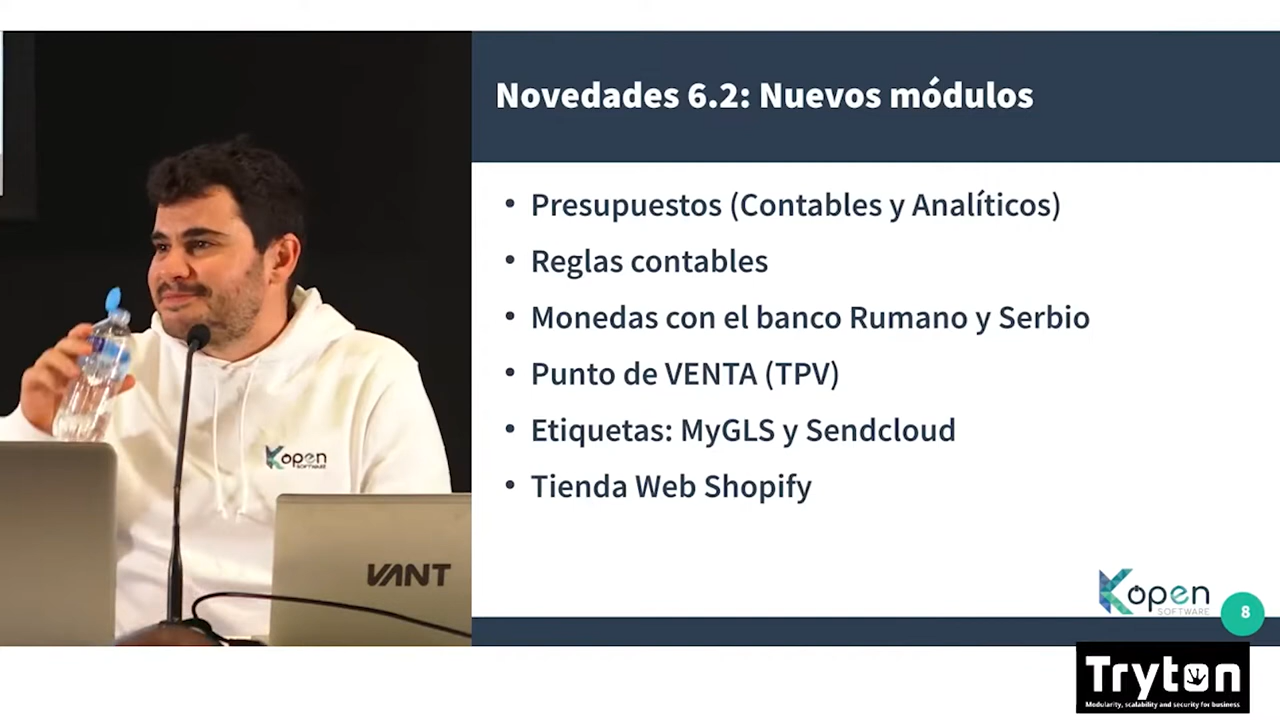 Novedades 6.2: Nuevos módulos
• Presupuestos (Contables y Analíticos)
• Reglas contables
• Monedas con el banco Rumano y Serbio
• Punto de VENTA (TPV)
• Etiquetas: MyGLS y Sendcloud
• Tienda Web Shopify
Kopen
SOFTWARE
VANT
Kopen
SOFTWARE
8
Tryton
Modularity, scalability and security for business